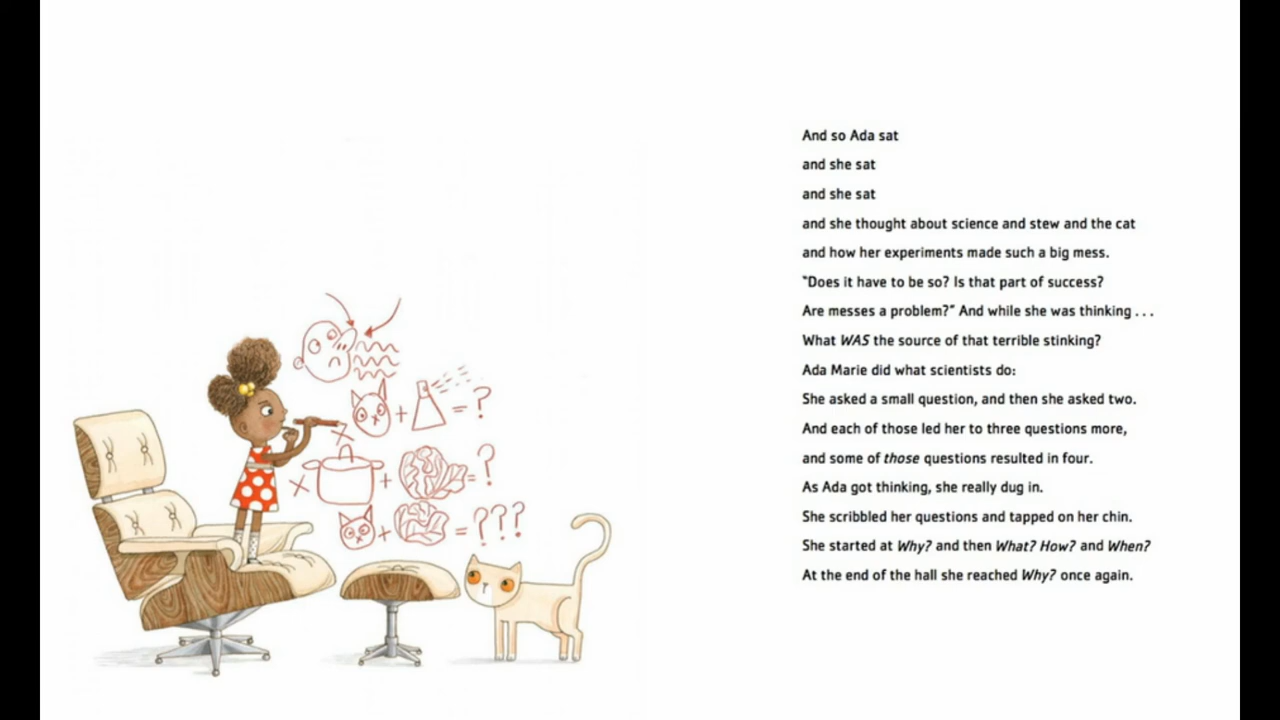 + = ?
× + = ?
+ = ???
And so Ada sat
and she sat
and she sat
and she thought about science and stew and the cat
and how her experiments made such a big mess.
"Does it have to be so? Is that part of success?
Are messes a problem?" And while she was thinking . . .
What WAS the source of that terrible stinking?
Ada Marie did what scientists do:
She asked a small question, and then she asked two.
And each of those led her to three questions more,
and some of those questions resulted in four.
As Ada got thinking, she really dug in.
She scribbled her questions and tapped on her chin.
She started at Why? and then What? How? and When?
At the end of the hall she reached Why? once again.